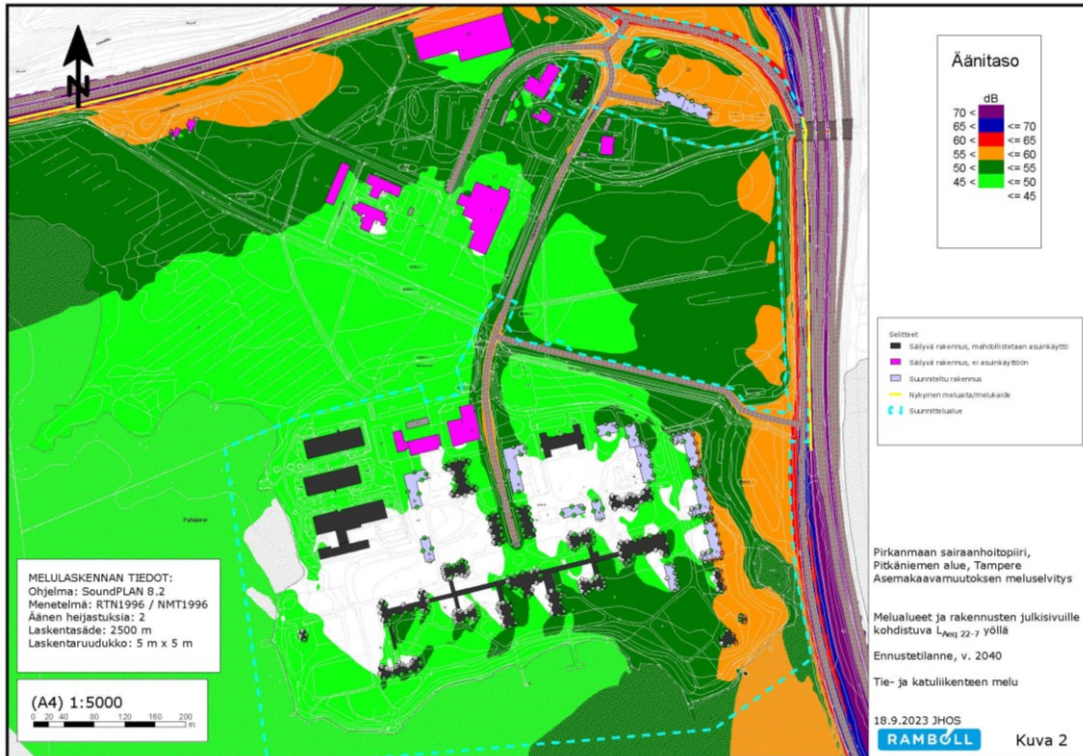 N
Äänitaso
dB
70 <
65 < <= 70
60 < <= 65
55 < <= 60
50 < <= 55
45 < <= 50
<= 45
Selitteet
Säilyvä rakennus, mahdollistetaan asuinkäyttö
Säilyvä rakennus, ei asuinkäyttöön
Suunniteltu rakennus
Nykyinen meluaita/melukaide
Suunnittelualue
Pyhäjärvi
MELULASKENNAN TIEDOT:
Ohjelma: SoundPLAN 8.2
Menetelmä: RTN1996 / NMT1996
Äänen heijastuksia: 2
Laskentasäde: 2500 m
Laskentaruudukko: 5 m x 5 m
(A4) 1:5000
0 20 40 80 120 160 200
m
Pirkanmaan sairaanhoitopiiri,
Pitkäniemen alue, Tampere
Asemakaavamuutoksen meluselvitys
Melualueet ja rakennusten julkisivuille
kohdistuva LAeq 22-7 yöllä
Ennustetilanne, v. 2040
Tie- ja katuliikenteen melu
18.9.2023 JHOS
RAMBOLL Kuva 2